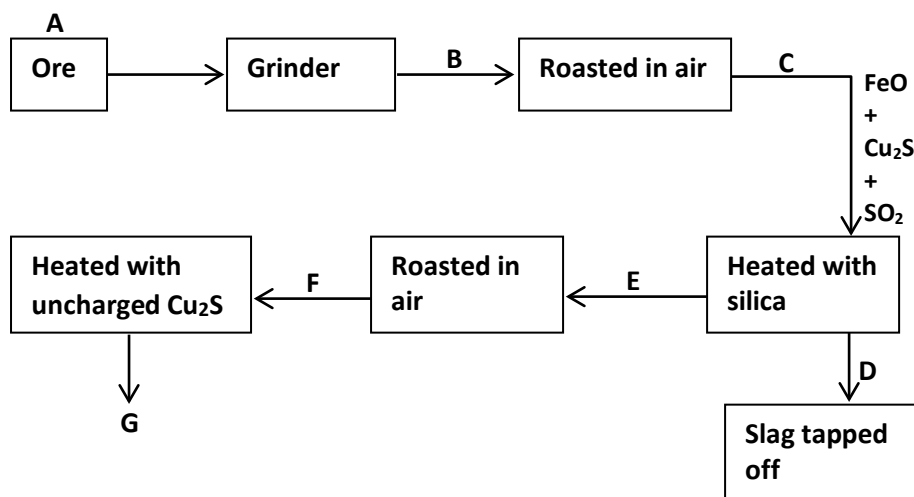 A
Ore
Grinder
B
Roasted in air
C
FeO
+
Cu₂S
+
SO₂
Heated with
silica
D
Slag tapped
off
E
Roasted in
air
F
Heated with
uncharged Cu₂S
G